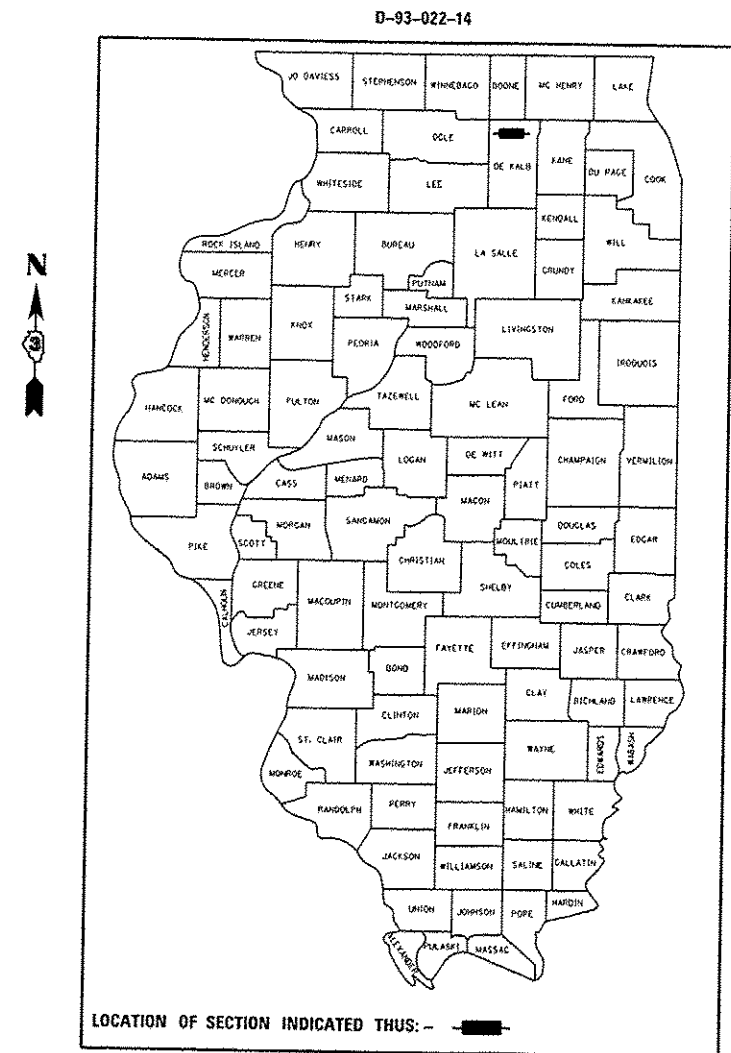 D-93-022-14
JO DAVIESS STEPHENSON WINNEBAGO BOONE MC HENRY LAKE
CARROLL OGLE DE KALB KANE DU PAGE COOK
WHITESIDE LEE KENDALL WILL
ROCK ISLAND HENRY BUREAU LA SALLE GRUNDY
N
MERCER PUTNAM KANKAKEE
3
HENDERSON WARREN KNOX STARK MARSHALL LIVINGSTON
PEORIA WOODFORD IROQUOIS
HANCOCK MC DONOUGH FULTON TAZEWELL MC LEAN FORD
SCHUYLER MASON LOGAN DE WITT CHAMPAIGN VERMILION
ADAMS BROWN CASS MENARD MACON PIATT
PIKE SCOTT MORGAN SANGAMON CHRISTIAN MOULTRIE DOUGLAS EDGAR
COLES
CALHOUN GREENE MACOUPIN MONTGOMERY SHELBY CUMBERLAND CLARK
JERSEY FAYETTE EFFINGHAM JASPER CRAWFORD
MADISON BOND CLAY RICHLAND LAWRENCE
CLINTON MARION
ST. CLAIR WASHINGTON WAYNE EDWARDS WABASH
MONROE JEFFERSON
RANDOLPH PERRY HAMILTON WHITE
FRANKLIN
JACKSON WILLIAMSON SALINE GALLATIN
UNION JOHNSON POPE HARDIN
ALEXANDER PULASKI MASSAC
LOCATION OF SECTION INDICATED THUS: -